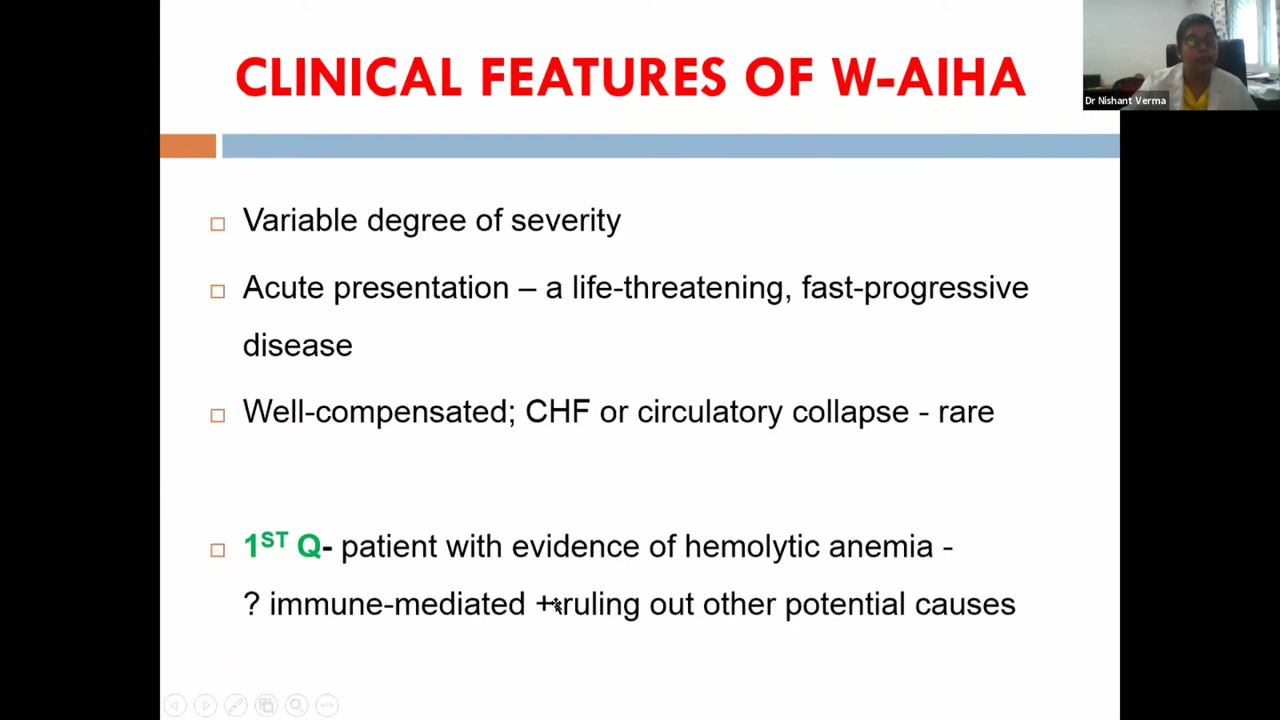 CLINICAL FEATURES OF W-AIHA
Dr Nishant Verma
Variable degree of severity
Acute presentation – a life-threatening, fast-progressive
disease
Well-compensated; CHF or circulatory collapse - rare
1ST Q- patient with evidence of hemolytic anemia -
? immune-mediated + ruling out other potential causes